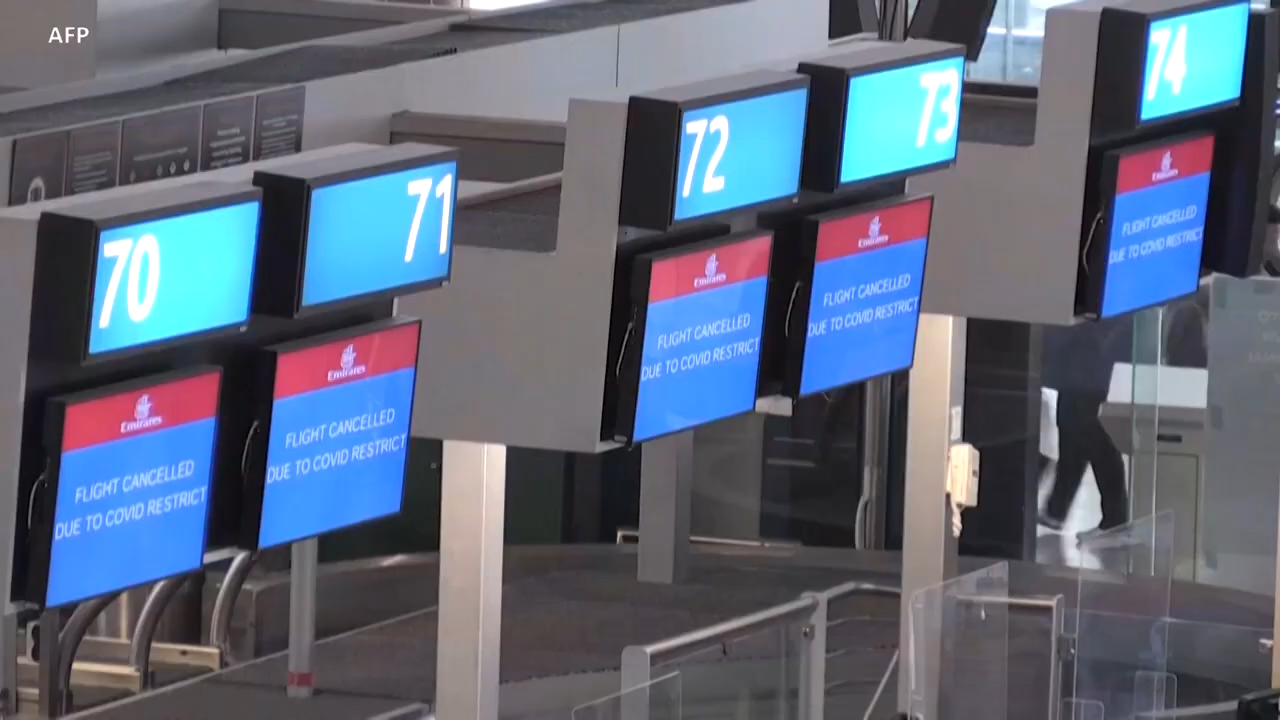 AFP
70
Emirates
FLIGHT CANCELLED
DUE TO COVID RESTRICT
71
Emirates
FLIGHT CANCELLED
DUE TO COVID RESTRICT
72
Emirates
FLIGHT CANCELLED
DUE TO COVID RESTRICT
73
Emirates
FLIGHT CANCELLED
DUE TO COVID RESTRICT
74
Emirates
FLIGHT CANCELLED
DUE TO COVID RESTRICT